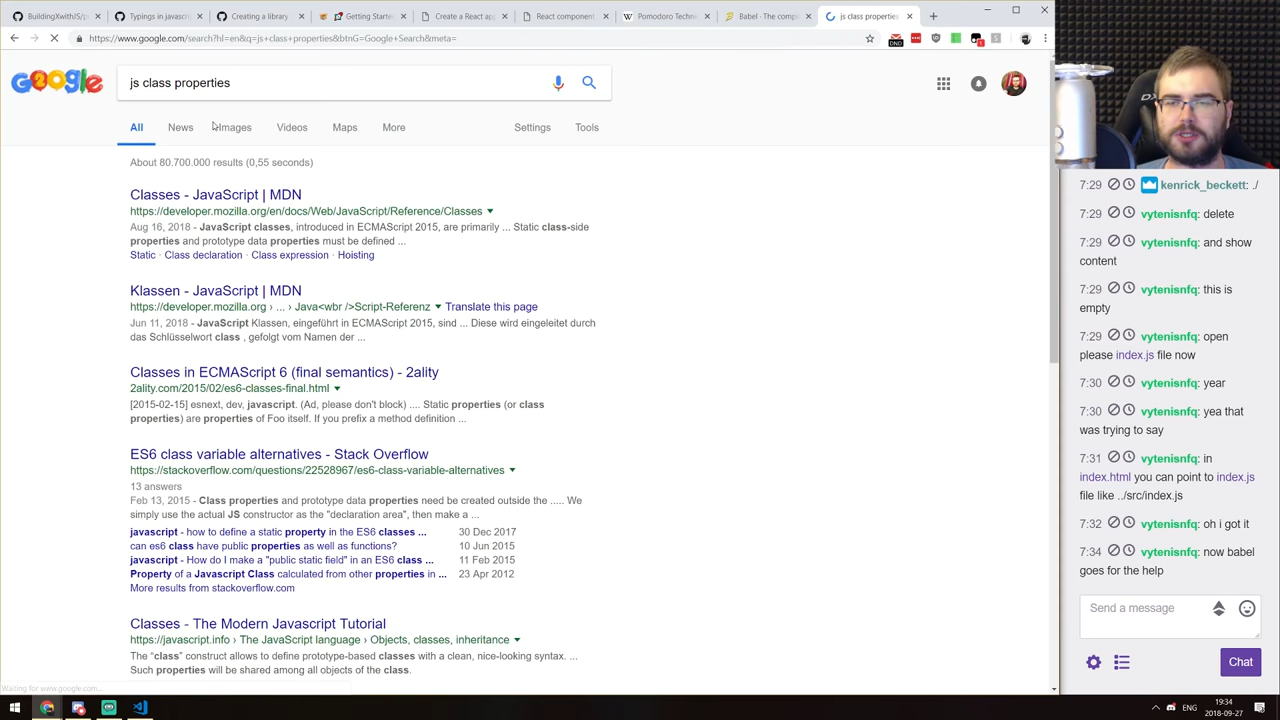 BuildingXwithJS/p
Typings in javascrip
Creating a library
Getting Starte
Create a React app
React component
Pomodoro Techn
Babel · The comp
js class properties
https://www.google.com/search?hl=en&q=js+class+properties&btnG=Google+Search&meta=
DND
1
Google
js class properties
All
News
Images
Videos
Maps
More
Settings
Tools
About 80.700.000 results (0,55 seconds)
Classes - JavaScript | MDN
https://developer.mozilla.org/en/docs/Web/JavaScript/Reference/Classes
Aug 16, 2018 - JavaScript classes, introduced in ECMAScript 2015, are primarily ... Static class-side
properties and prototype data properties must be defined ...
Static · Class declaration · Class expression · Hoisting
Klassen - JavaScript | MDN
https://developer.mozilla.org › ... › Java<wbr />Script-Referenz Translate this page
Jun 11, 2018 - JavaScript Klassen, eingeführt in ECMAScript 2015, sind ... Diese wird eingeleitet durch
das Schlüsselwort class , gefolgt vom Namen der ...
Classes in ECMAScript 6 (final semantics) - 2ality
2ality.com/2015/02/es6-classes-final.html
[2015-02-15] esnext, dev, javascript. (Ad, please don't block) .... Static properties (or class
properties) are properties of Foo itself. If you prefix a method definition ...
ES6 class variable alternatives - Stack Overflow
https://stackoverflow.com/questions/22528967/es6-class-variable-alternatives
13 answers
Feb 13, 2015 - Class properties and prototype data properties need be created outside the ..... We
simply use the actual JS constructor as the "declaration area", then make a ...
javascript - how to define a static property in the ES6 classes ... 30 Dec 2017
can es6 class have public properties as well as functions? 10 Jun 2015
javascript - How do I make a "public static field" in an ES6 class ... 11 Feb 2015
Property of a Javascript Class calculated from other properties in ... 23 Apr 2012
More results from stackoverflow.com
Classes - The Modern Javascript Tutorial
https://javascript.info › The JavaScript language › Objects, classes, inheritance
The “class” construct allows to define prototype-based classes with a clean, nice-looking syntax. ...
Such properties will be shared among all objects of the class.
Waiting for www.google.com...
DX
7:29 kenrick_beckett: ./
7:29 vytenisnfq: delete
7:29 vytenisnfq: and show
content
7:29 vytenisnfq: this is
empty
7:29 vytenisnfq: open
please index.js file now
7:30 vytenisnfq: year
7:30 vytenisnfq: yea that
was trying to say
7:31 vytenisnfq: in
index.html you can point to index.js
file like ../src/index.js
7:32 vytenisnfq: oh i got it
7:34 vytenisnfq: now babel
goes for the help
Send a message
Chat
ENG
19:34
2018-09-27